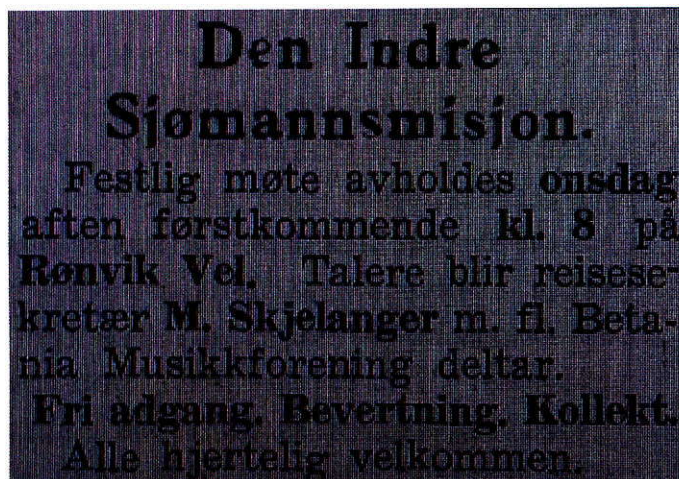 Den Indre
Sjømannsmisjon.
Festlig møte avholdes onsdag
aften førstkommende kl. 8 på
Rønvik Vel. Talere blir reisese-
kretær M. Skjelanger m. fl. Beta-
nia Musikkforening deltar.
Fri adgang. Bevertning. Kollekt.
Alle hjertelig velkommen.